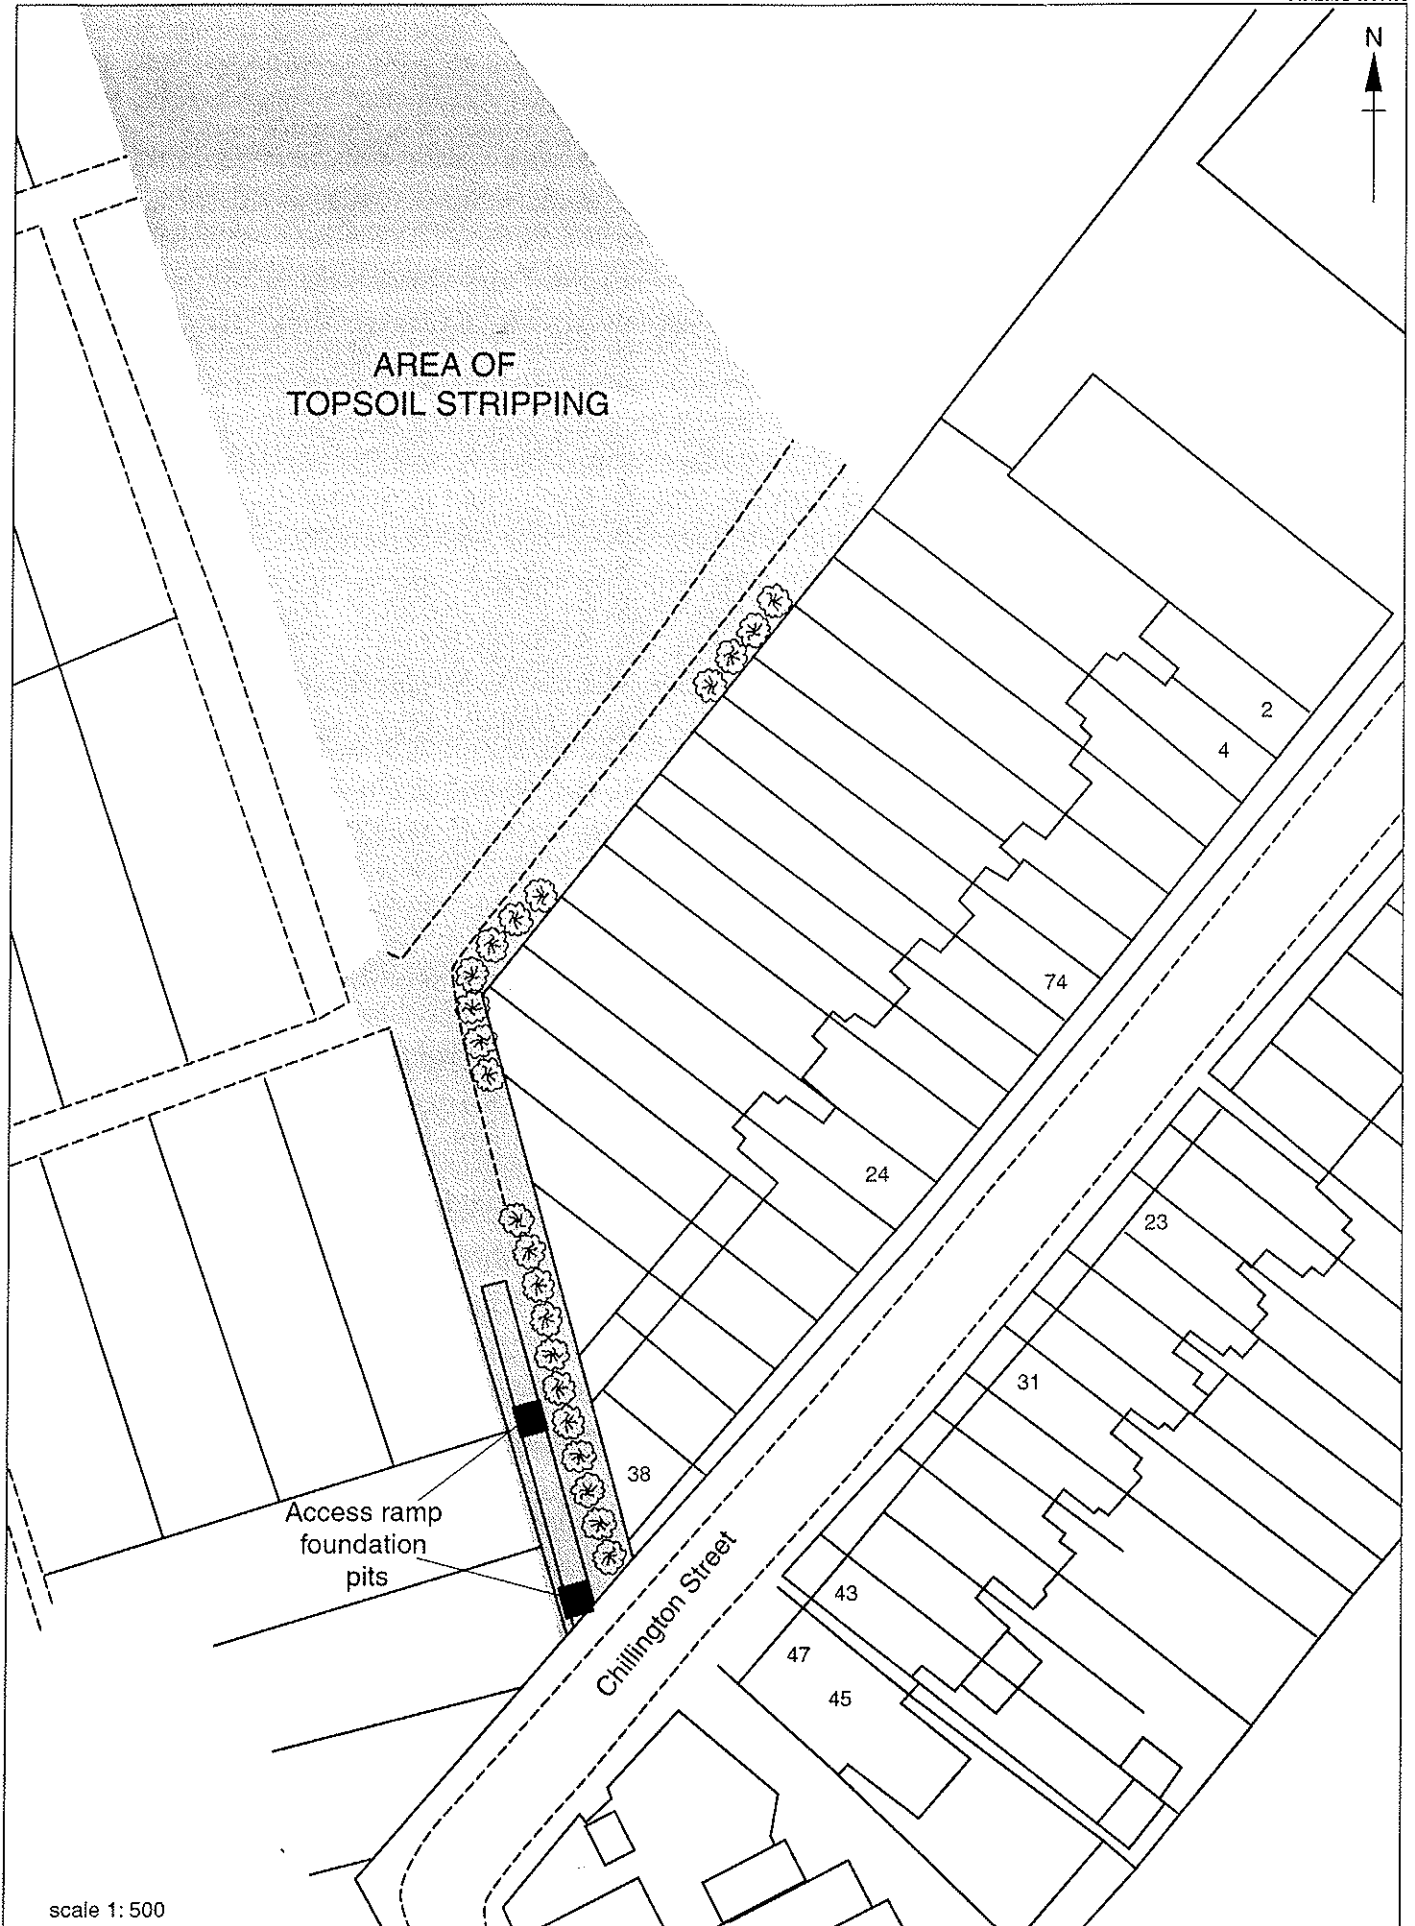 N
AREA OF
TOPSOIL STRIPPING
2
4
74
24
23
31
38
Access ramp
foundation
pits
Chillington Street
43
47
45
scale 1: 500